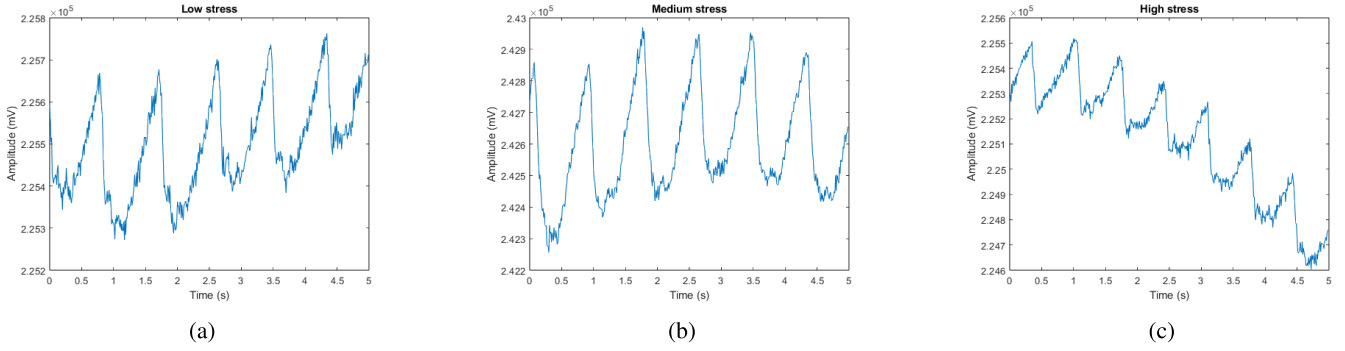 Low stress
×10⁵
2.258
2.257
2.256
2.255
2.254
2.253
2.252
Amplitude (mV)
0 0.5 1 1.5 2 2.5 3 3.5 4 4.5 5
Time (s)
(a)
Medium stress
×10⁵
2.43
2.429
2.428
2.427
2.426
2.425
2.424
2.423
2.422
Amplitude (mV)
0 0.5 1 1.5 2 2.5 3 3.5 4 4.5 5
Time (s)
(b)
High stress
×10⁵
2.256
2.255
2.254
2.253
2.252
2.251
2.25
2.249
2.248
2.247
2.246
Amplitude (mV)
0 0.5 1 1.5 2 2.5 3 3.5 4 4.5 5
Time (s)
(c)